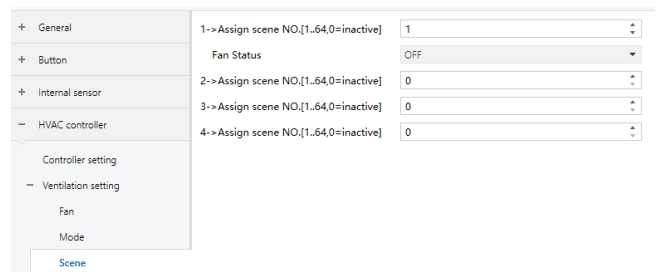 + General
+ Button
+ Internal sensor
− HVAC controller
Controller setting
− Ventilation setting
Fan
Mode
Scene
1->Assign scene NO.[1..64,0=inactive] 1
Fan Status OFF
2->Assign scene NO.[1..64,0=inactive] 0
3->Assign scene NO.[1..64,0=inactive] 0
4->Assign scene NO.[1..64,0=inactive] 0